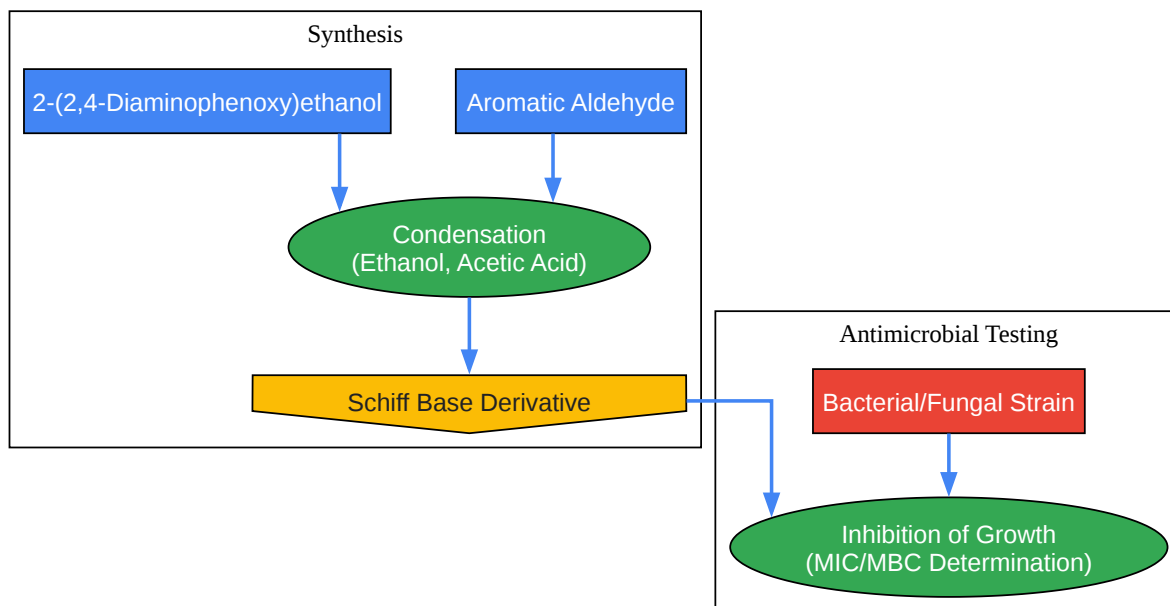 Synthesis
2-(2,4-Diaminophenoxy)ethanol
Aromatic Aldehyde
Condensation
(Ethanol, Acetic Acid)
Schiff Base Derivative
Antimicrobial Testing
Bacterial/Fungal Strain
Inhibition of Growth
(MIC/MBC Determination)